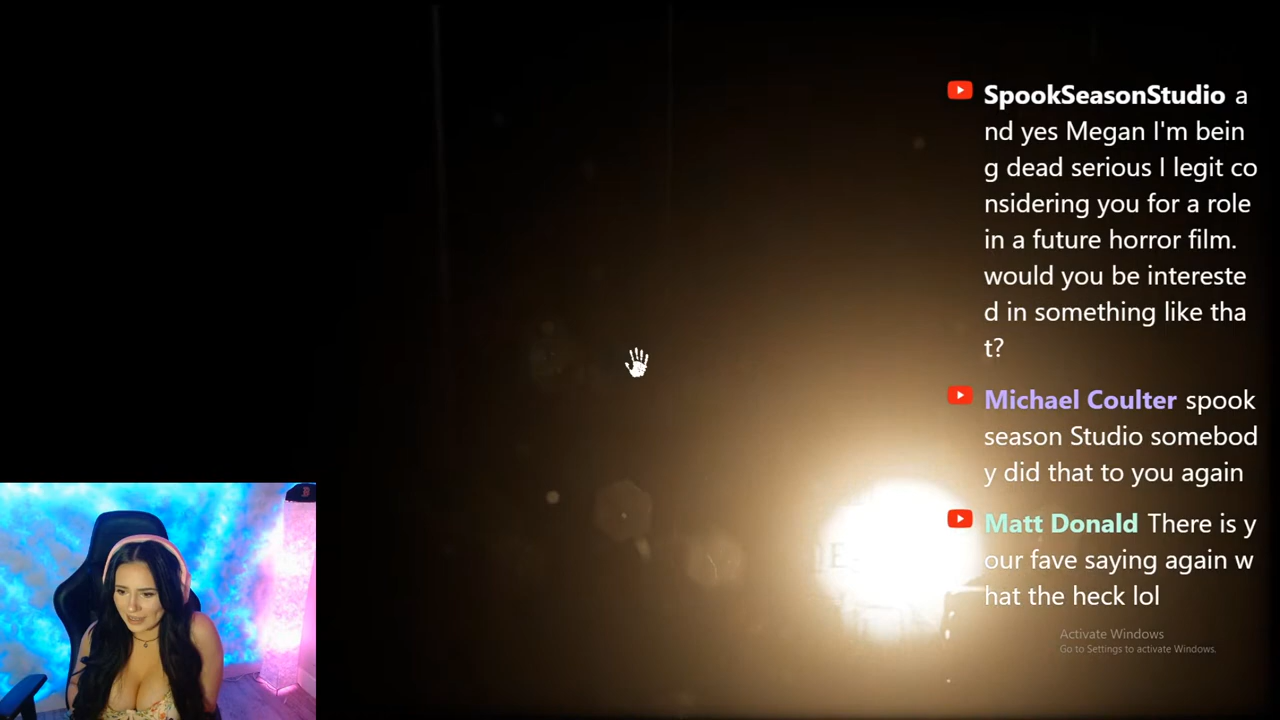 SpookSeasonStudio a
nd yes Megan I'm bein
g dead serious I legit co
nsidering you for a role
in a future horror film.
would you be intereste
d in something like tha
t?
Michael Coulter spook
season Studio somebod
y did that to you again
Matt Donald There is y
our fave saying again w
hat the heck lol
Activate Windows
Go to Settings to activate Windows.